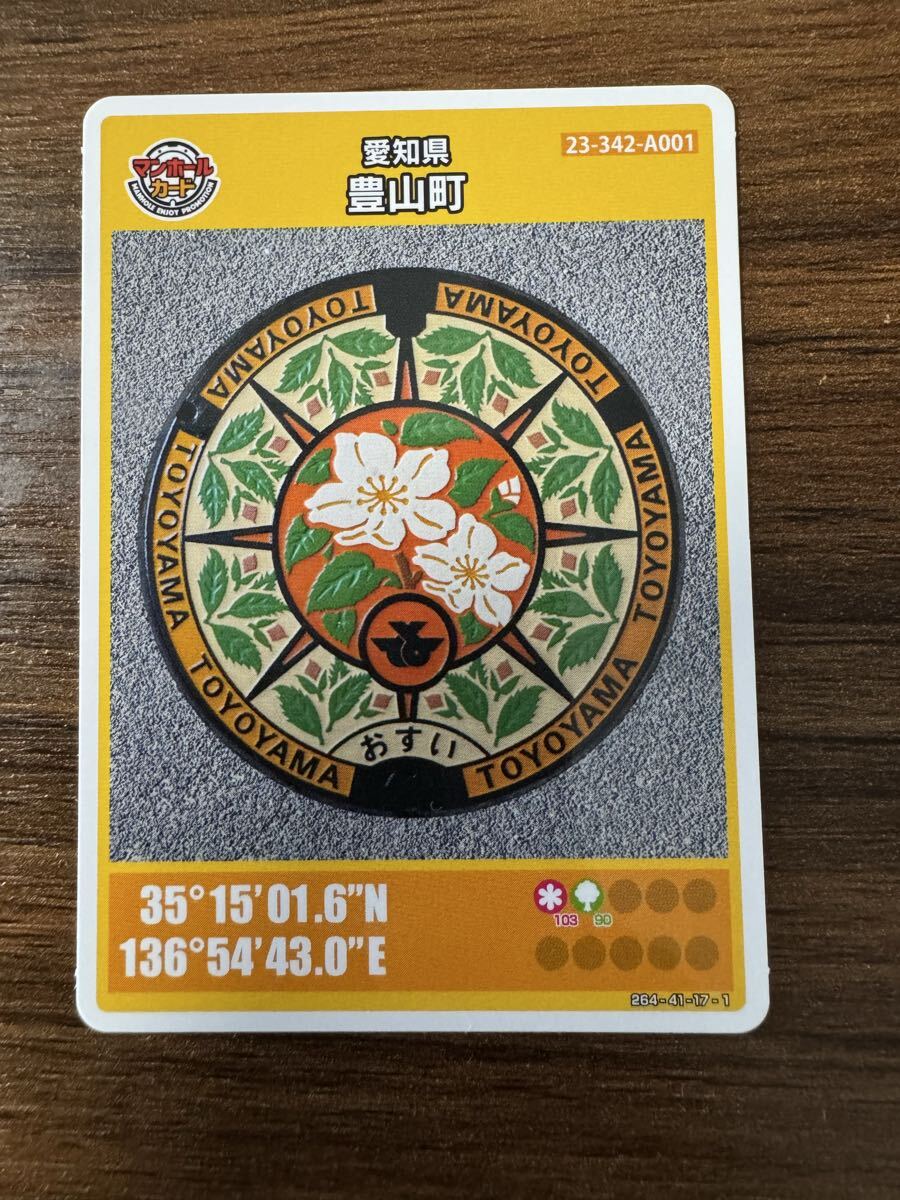 マンホール
カード
MANHOLE ENJOY PROMOTION
愛知県
豊山町
23-342-A001
TOYOYAMA
TOYOYAMA
TOYOYAMA
TOYOYAMA
TOYOYAMA
TOYOYAMA
TOYOYAMA
TOYOYAMA
おすい
35°15'01.6"N
136°54'43.0"E
103
90
264-41-17-1